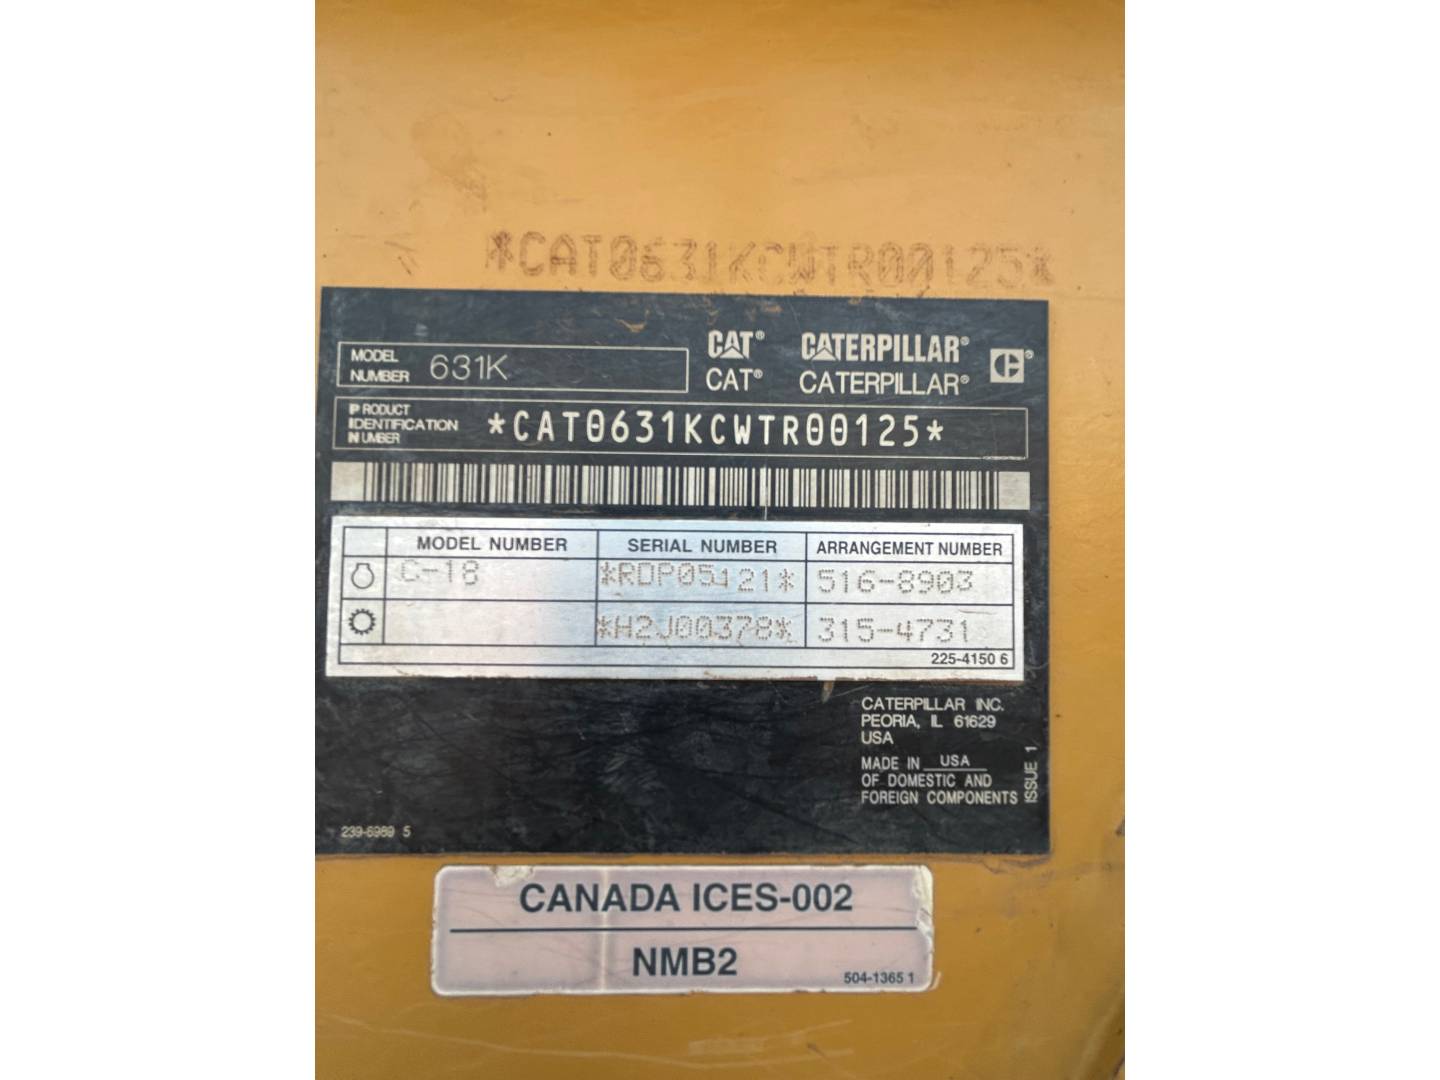 *CAT0631KCWTR00125*
MODEL NUMBER 631K
CAT® CATERPILLAR®
CAT® CATERPILLAR®
PRODUCT IDENTIFICATION NUMBER *CAT0631KCWTR00125*
MODEL NUMBER SERIAL NUMBER ARRANGEMENT NUMBER
C-18 *RDP05121* 516-8903
*H2J00378* 315-4731
225-4150 6
CATERPILLAR INC.
PEORIA, IL 61629
USA
MADE IN USA
OF DOMESTIC AND
FOREIGN COMPONENTS
ISSUE 1
239-6989 5
CANADA ICES-002
NMB2
504-1365 1